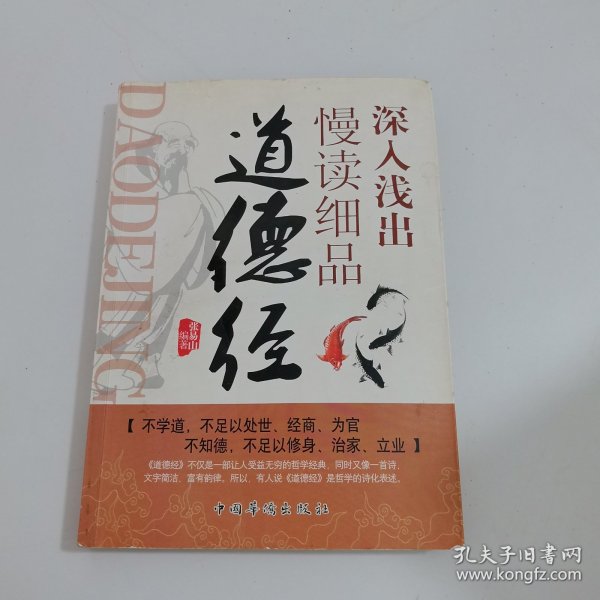 深入浅出
慢读细品
道德经
DAODEJING
张易山
编著
【 不学道，不足以处世、经商、为官
不知德，不足以修身、治家、立业 】
《道德经》不仅是一部让人受益无穷的哲学经典，同时又像一首诗，
文字简洁，富有韵律。所以，有人说《道德经》是哲学的诗化表述。
中国华侨出版社
孔夫子旧书网
www.kongfz.com